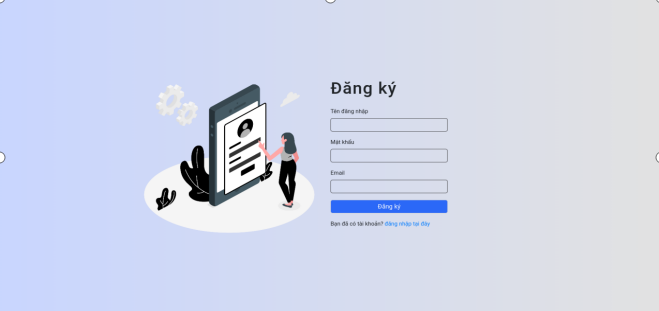 Đăng ký
Tên đăng nhập
Mật khẩu
Email
Đăng ký
Bạn đã có tài khoản? đăng nhập tại đây